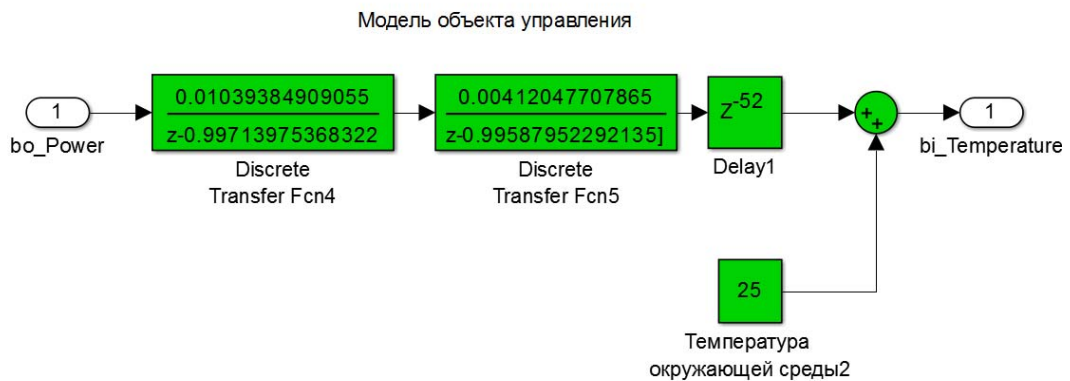 Модель объекта управления
1
bo_Power
0.01039384909055
z-0.99713975368322
Discrete
Transfer Fcn4
0.00412047707865
z-0.99587952292135]
Discrete
Transfer Fcn5
Z-52
Delay1
+
+
1
bi_Temperature
25
Температура
окружающей среды2